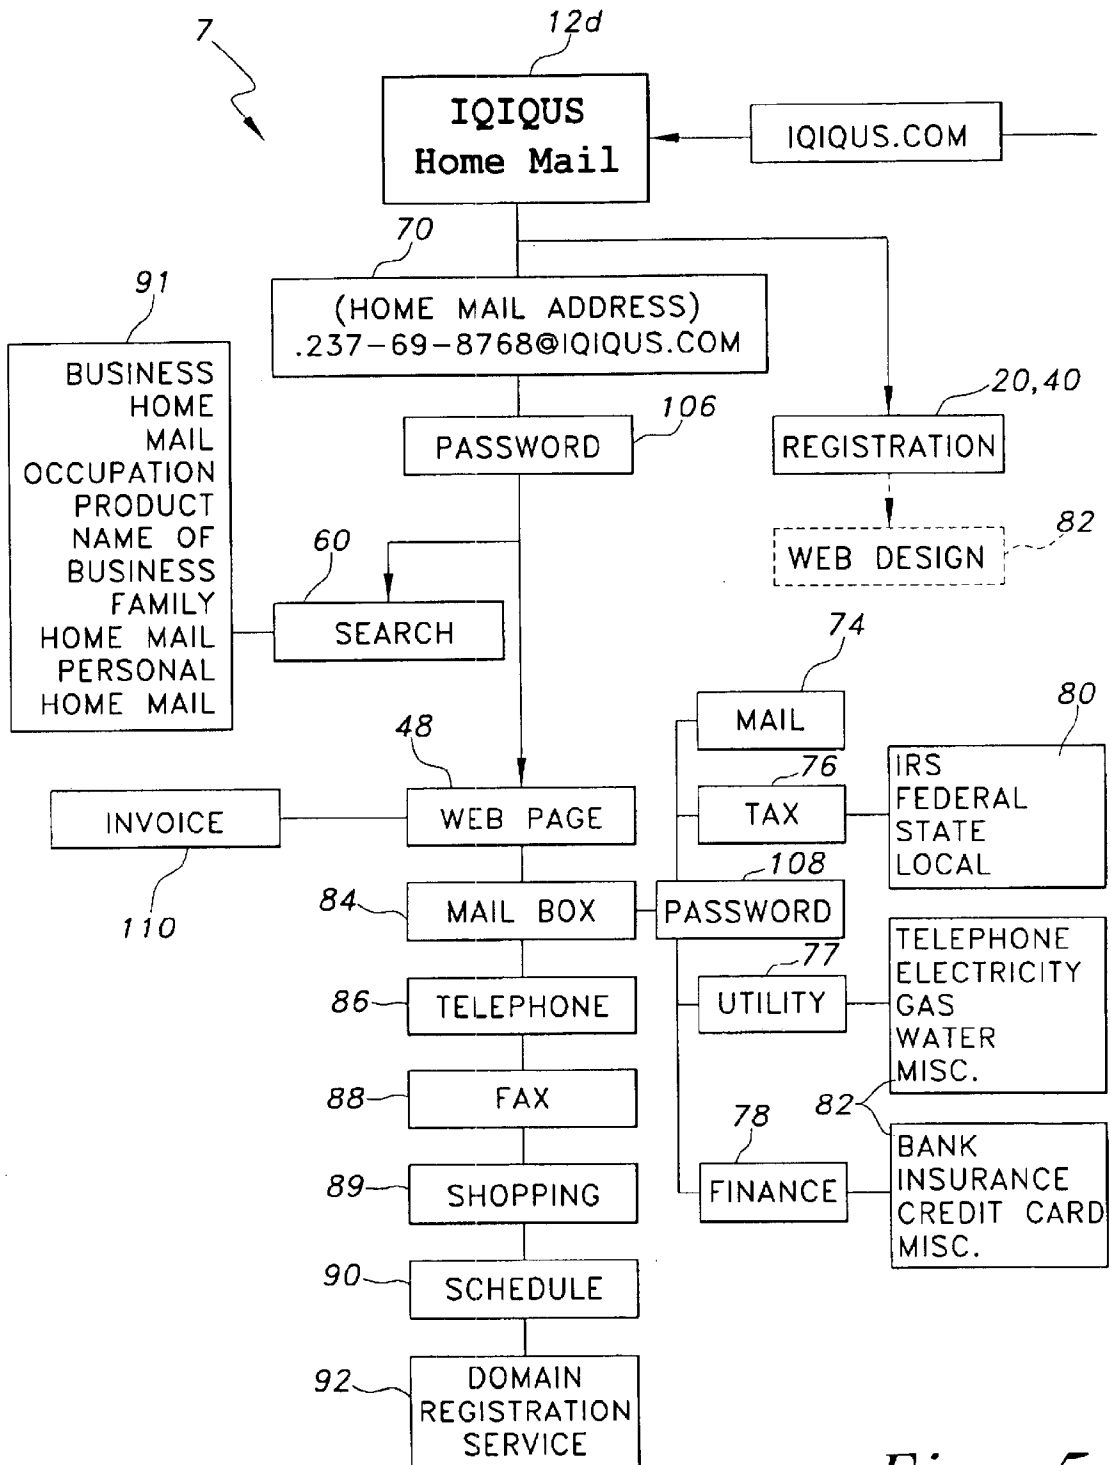 7
12d
IQIQUS
Home Mail
IQIQUS.COM
70
(HOME MAIL ADDRESS)
.237-69-8768@IQIQUS.COM
91
BUSINESS
HOME
MAIL
OCCUPATION
PRODUCT
NAME OF
BUSINESS
FAMILY
HOME MAIL
PERSONAL
HOME MAIL
106
PASSWORD
20,40
REGISTRATION
82
WEB DESIGN
60
SEARCH
74
MAIL
48
WEB PAGE
INVOICE
110
76
TAX
80
IRS
FEDERAL
STATE
LOCAL
84
MAIL BOX
108
PASSWORD
77
UTILITY
TELEPHONE
ELECTRICITY
GAS
WATER
MISC.
86
TELEPHONE
88
FAX
82
78
FINANCE
BANK
INSURANCE
CREDIT CARD
MISC.
89
SHOPPING
90
SCHEDULE
92
DOMAIN
REGISTRATION
SERVICE
Fig. 5